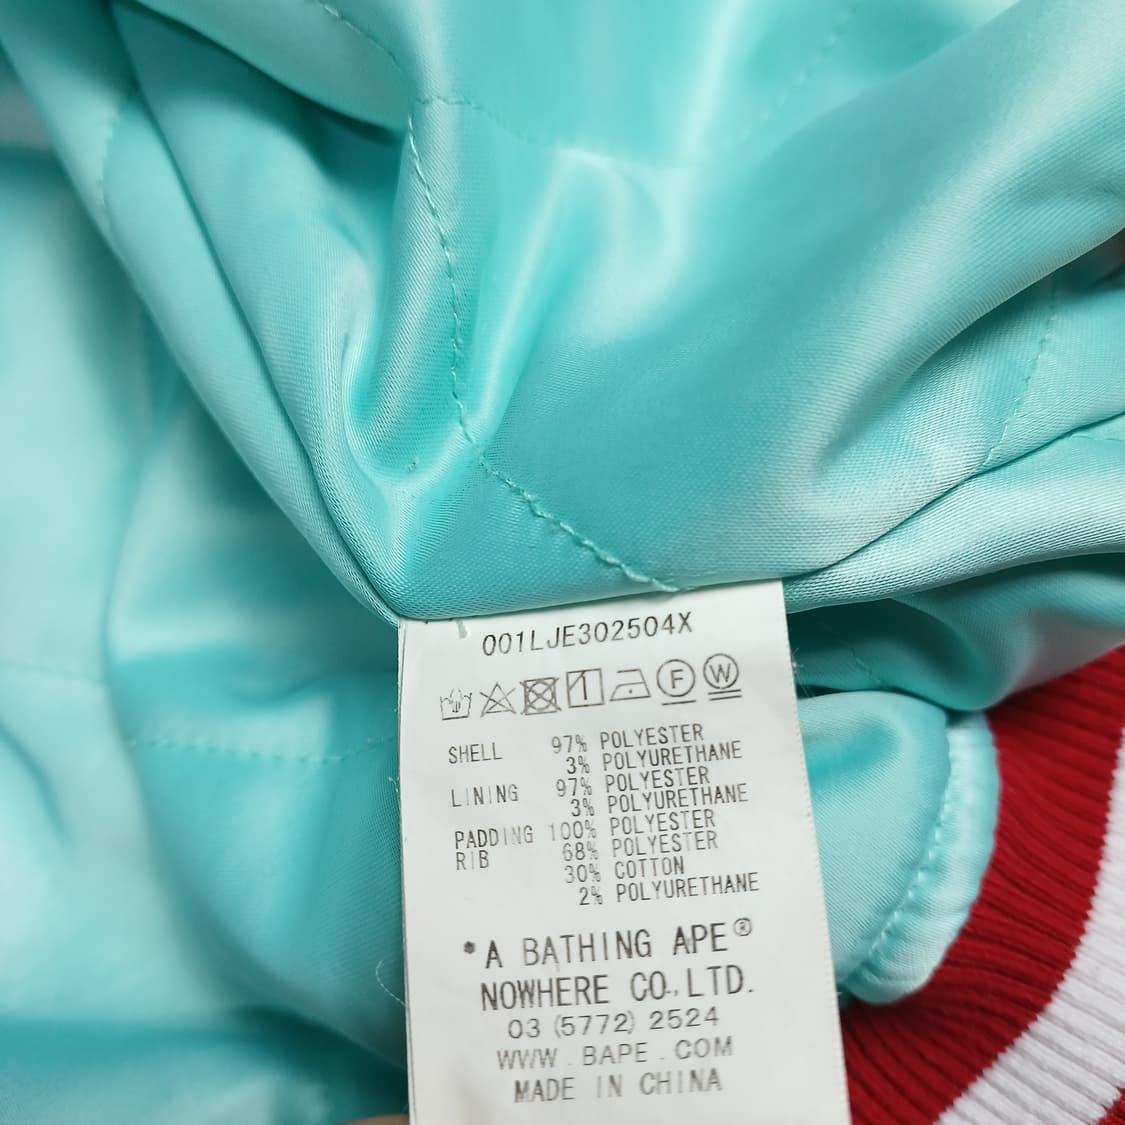 001LJE302504X
SHELL 97% POLYESTER
3% POLYURETHANE
LINING 97% POLYESTER
3% POLYURETHANE
PADDING 100% POLYESTER
RIB 68% POLYESTER
30% COTTON
2% POLYURETHANE
*A BATHING APE®
NOWHERE CO.,LTD.
03 (5772) 2524
WWW.BAPE.COM
MADE IN CHINA